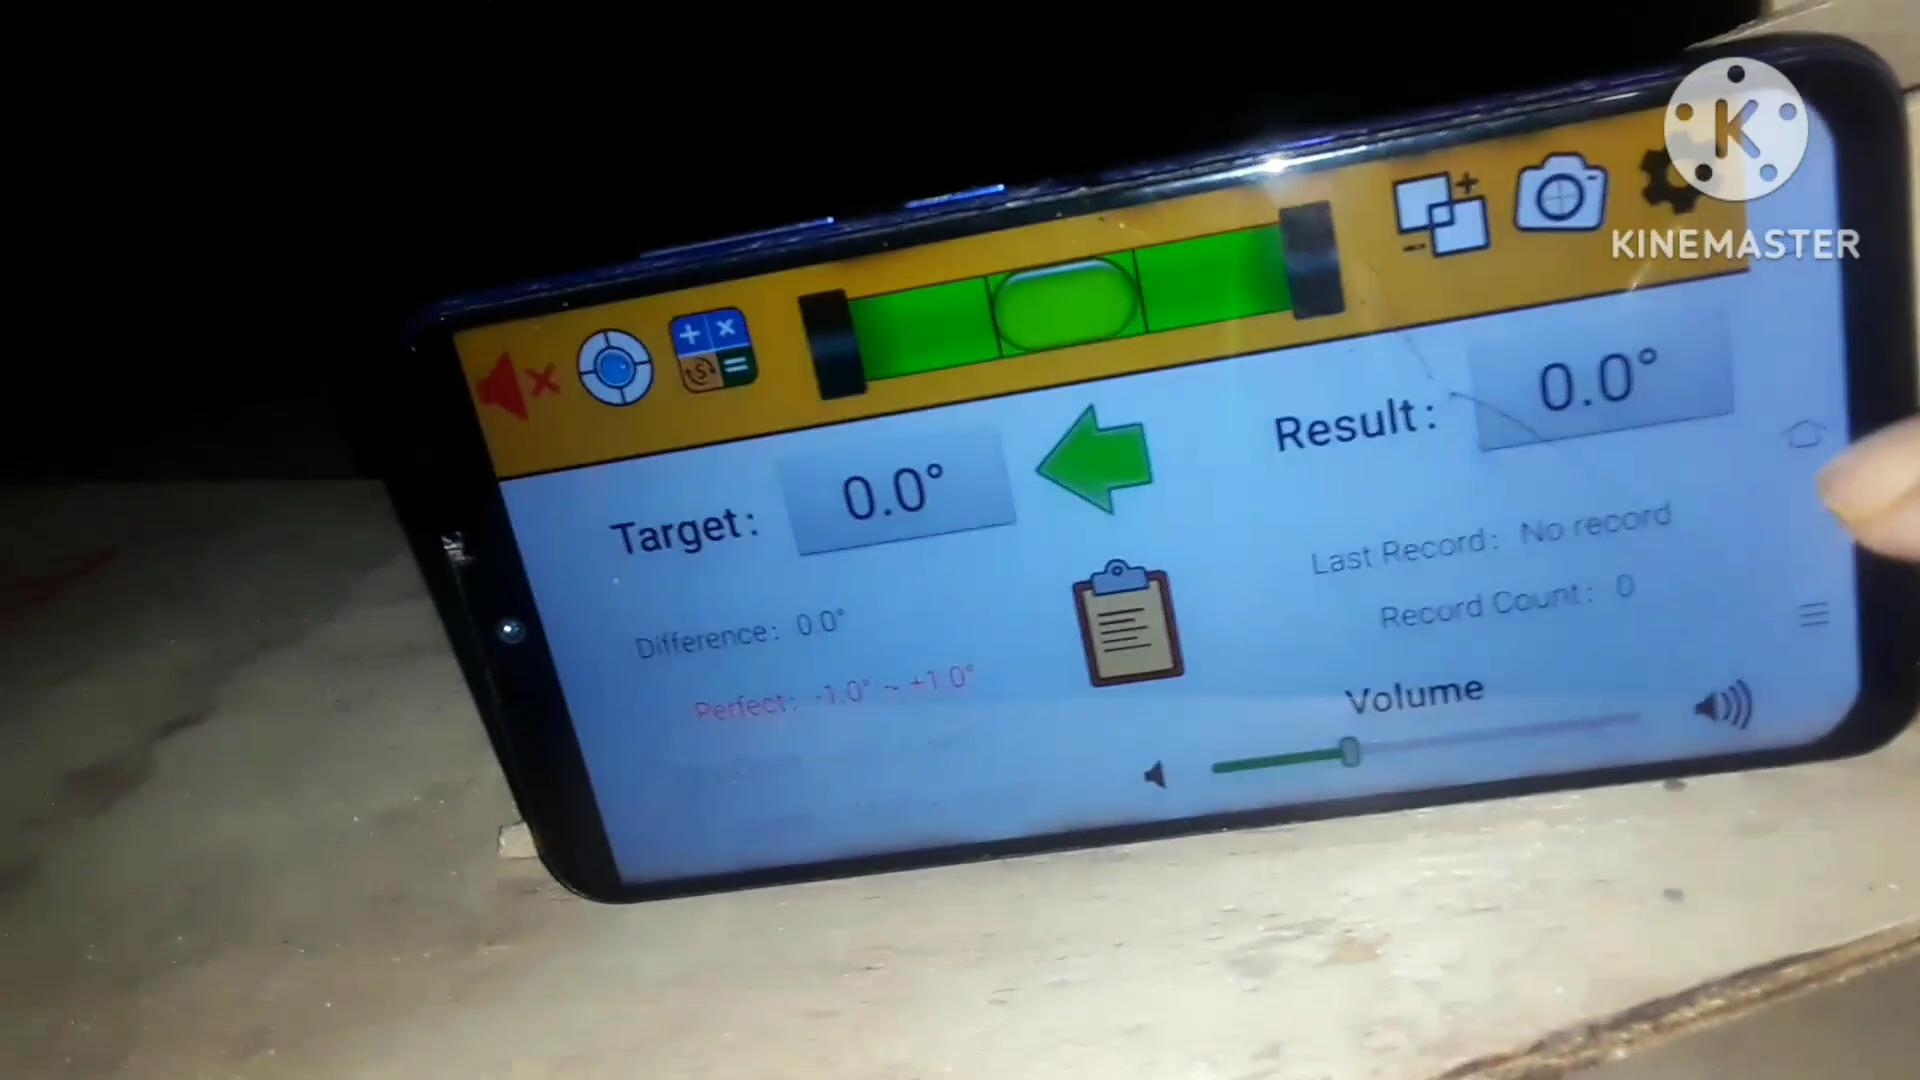 KINEMASTER
Target: 0.0°
Result: 0.0°
Difference: 0.0°
Perfect: -1.0° ~ +1.0°
Last Record: No record
Record Count: 0
Volume